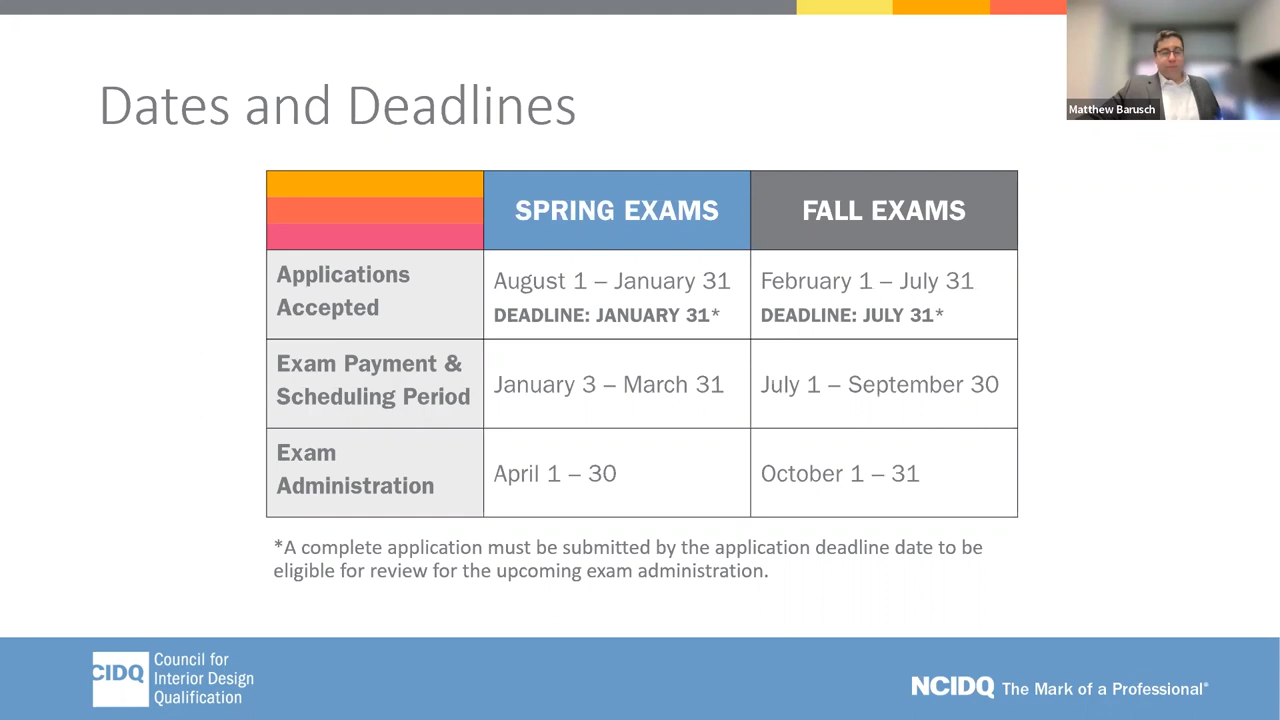 Dates and Deadlines
Matthew Barusch
SPRING EXAMS
FALL EXAMS
Applications
Accepted
August 1 – January 31
DEADLINE: JANUARY 31*
February 1 – July 31
DEADLINE: JULY 31*
Exam Payment &
Scheduling Period
January 3 – March 31
July 1 – September 30
Exam
Administration
April 1 – 30
October 1 – 31
*A complete application must be submitted by the application deadline date to be
eligible for review for the upcoming exam administration.
CIDQ
Council for
Interior Design
Qualification
NCIDQ The Mark of a Professional®